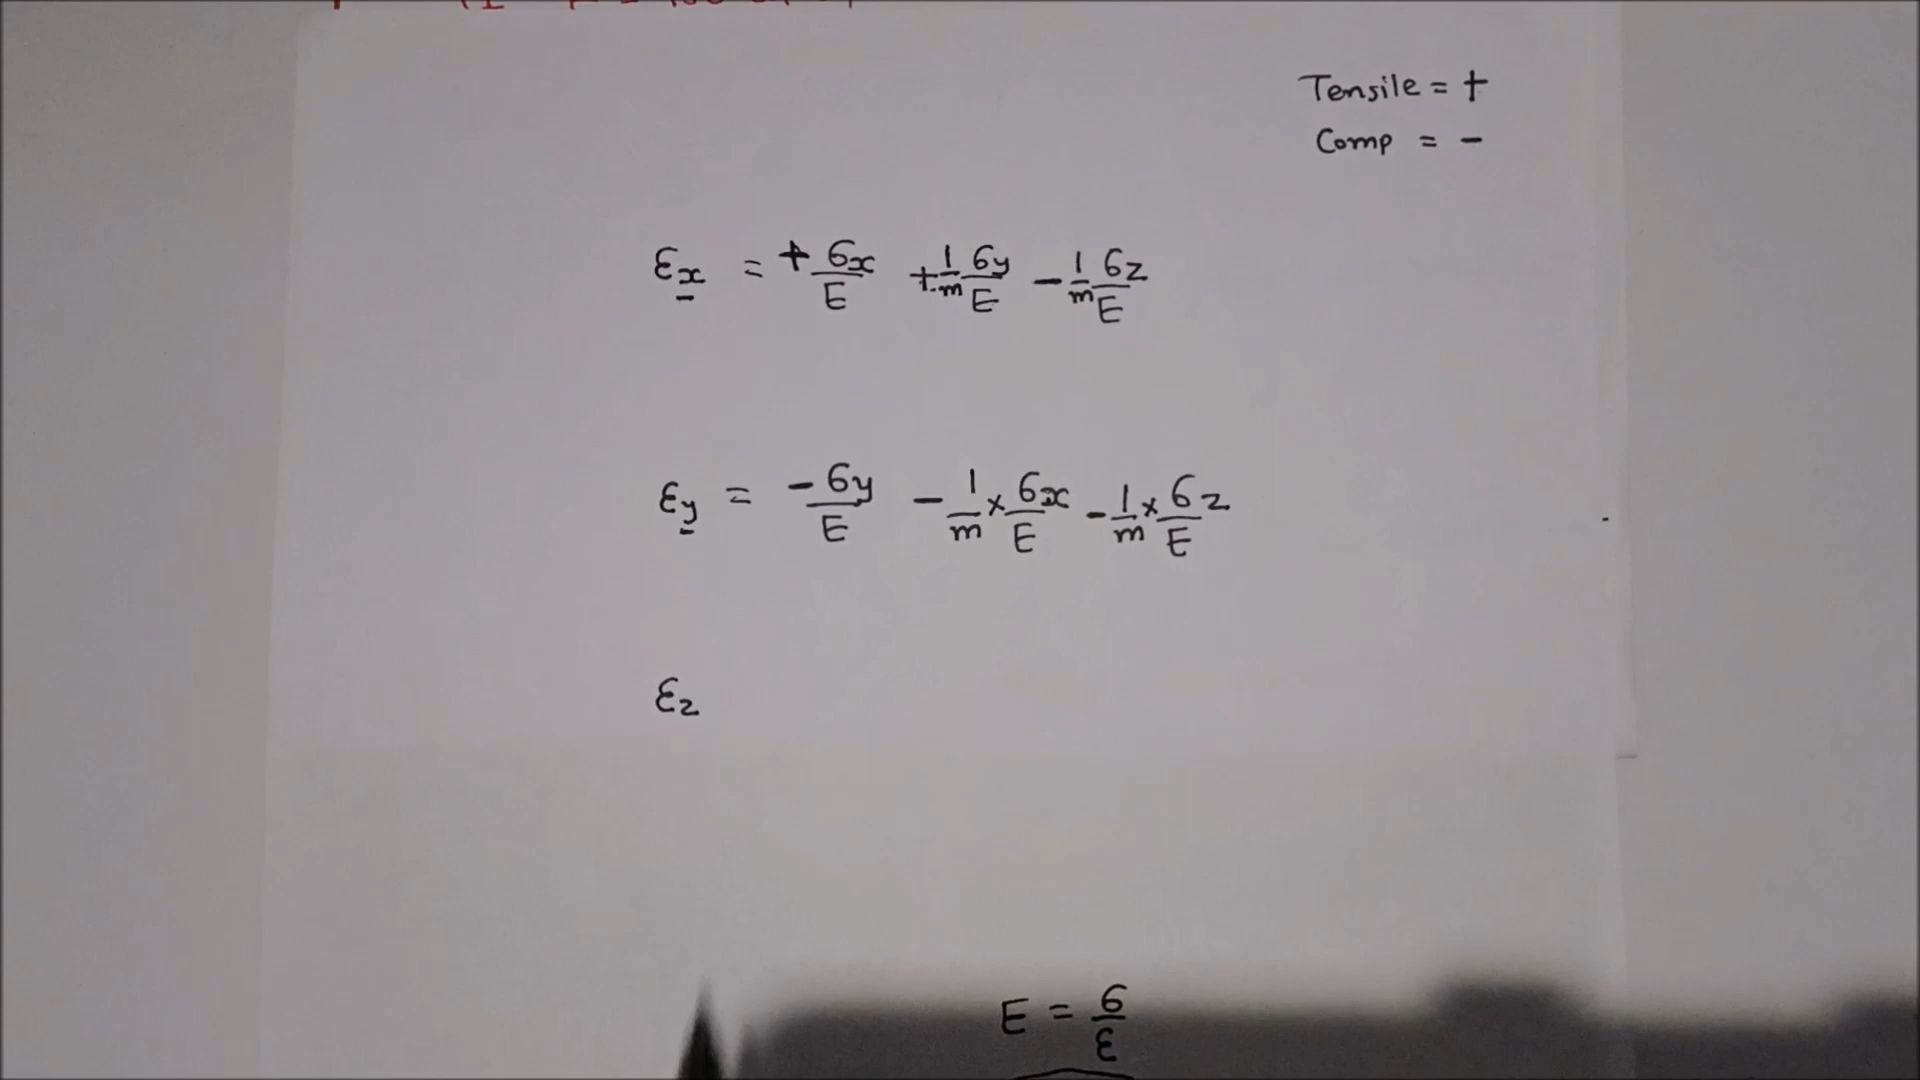 Tensile = +
Comp = -
εx = + σx/E + 1/m σy/E - 1/m σz/E
εy = - σy/E - 1/m × σx/E - 1/m × σz/E
εz
E = σ/ε